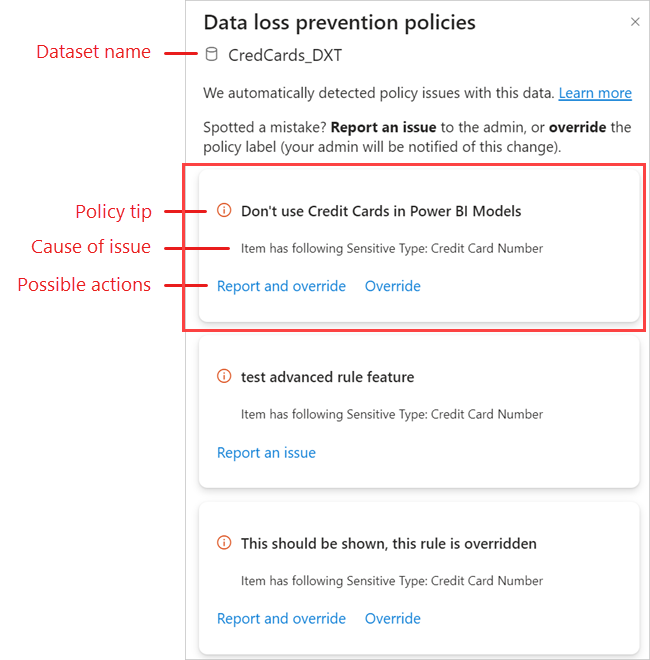 Data loss prevention policies
Dataset name
CredCards_DXT
We automatically detected policy issues with this data. Learn more
Spotted a mistake? Report an issue to the admin, or override the
policy label (your admin will be notified of this change).
Policy tip
Don't use Credit Cards in Power BI Models
Cause of issue
Item has following Sensitive Type: Credit Card Number
Possible actions
Report and override Override
test advanced rule feature
Item has following Sensitive Type: Credit Card Number
Report an issue
This should be shown, this rule is overridden
Item has following Sensitive Type: Credit Card Number
Report and override Override